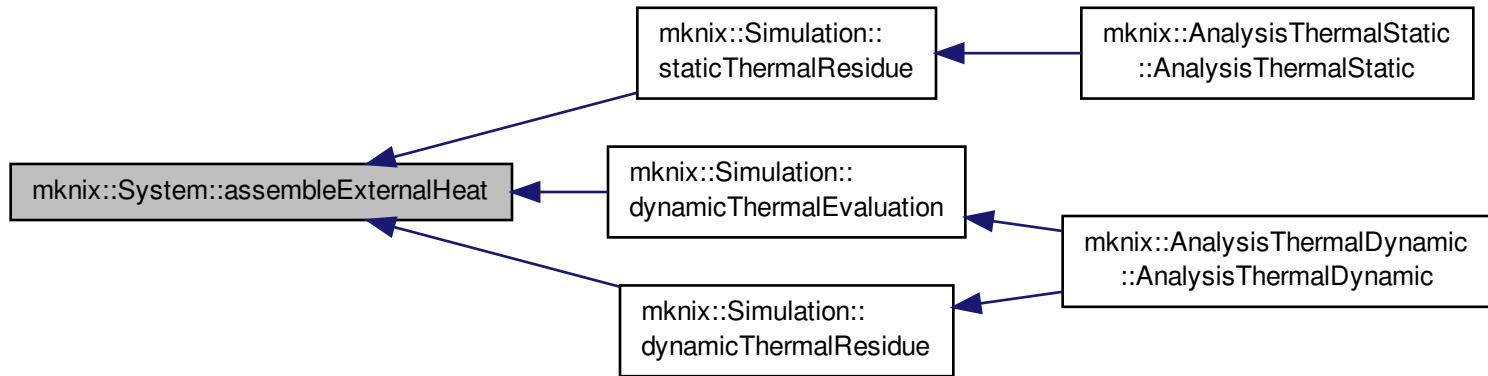 mknix::Simulation::
staticThermalResidue
mknix::AnalysisThermalStatic
::AnalysisThermalStatic
mknix::System::assembleExternalHeat
mknix::Simulation::
dynamicThermalEvaluation
mknix::AnalysisThermalDynamic
::AnalysisThermalDynamic
mknix::Simulation::
dynamicThermalResidue